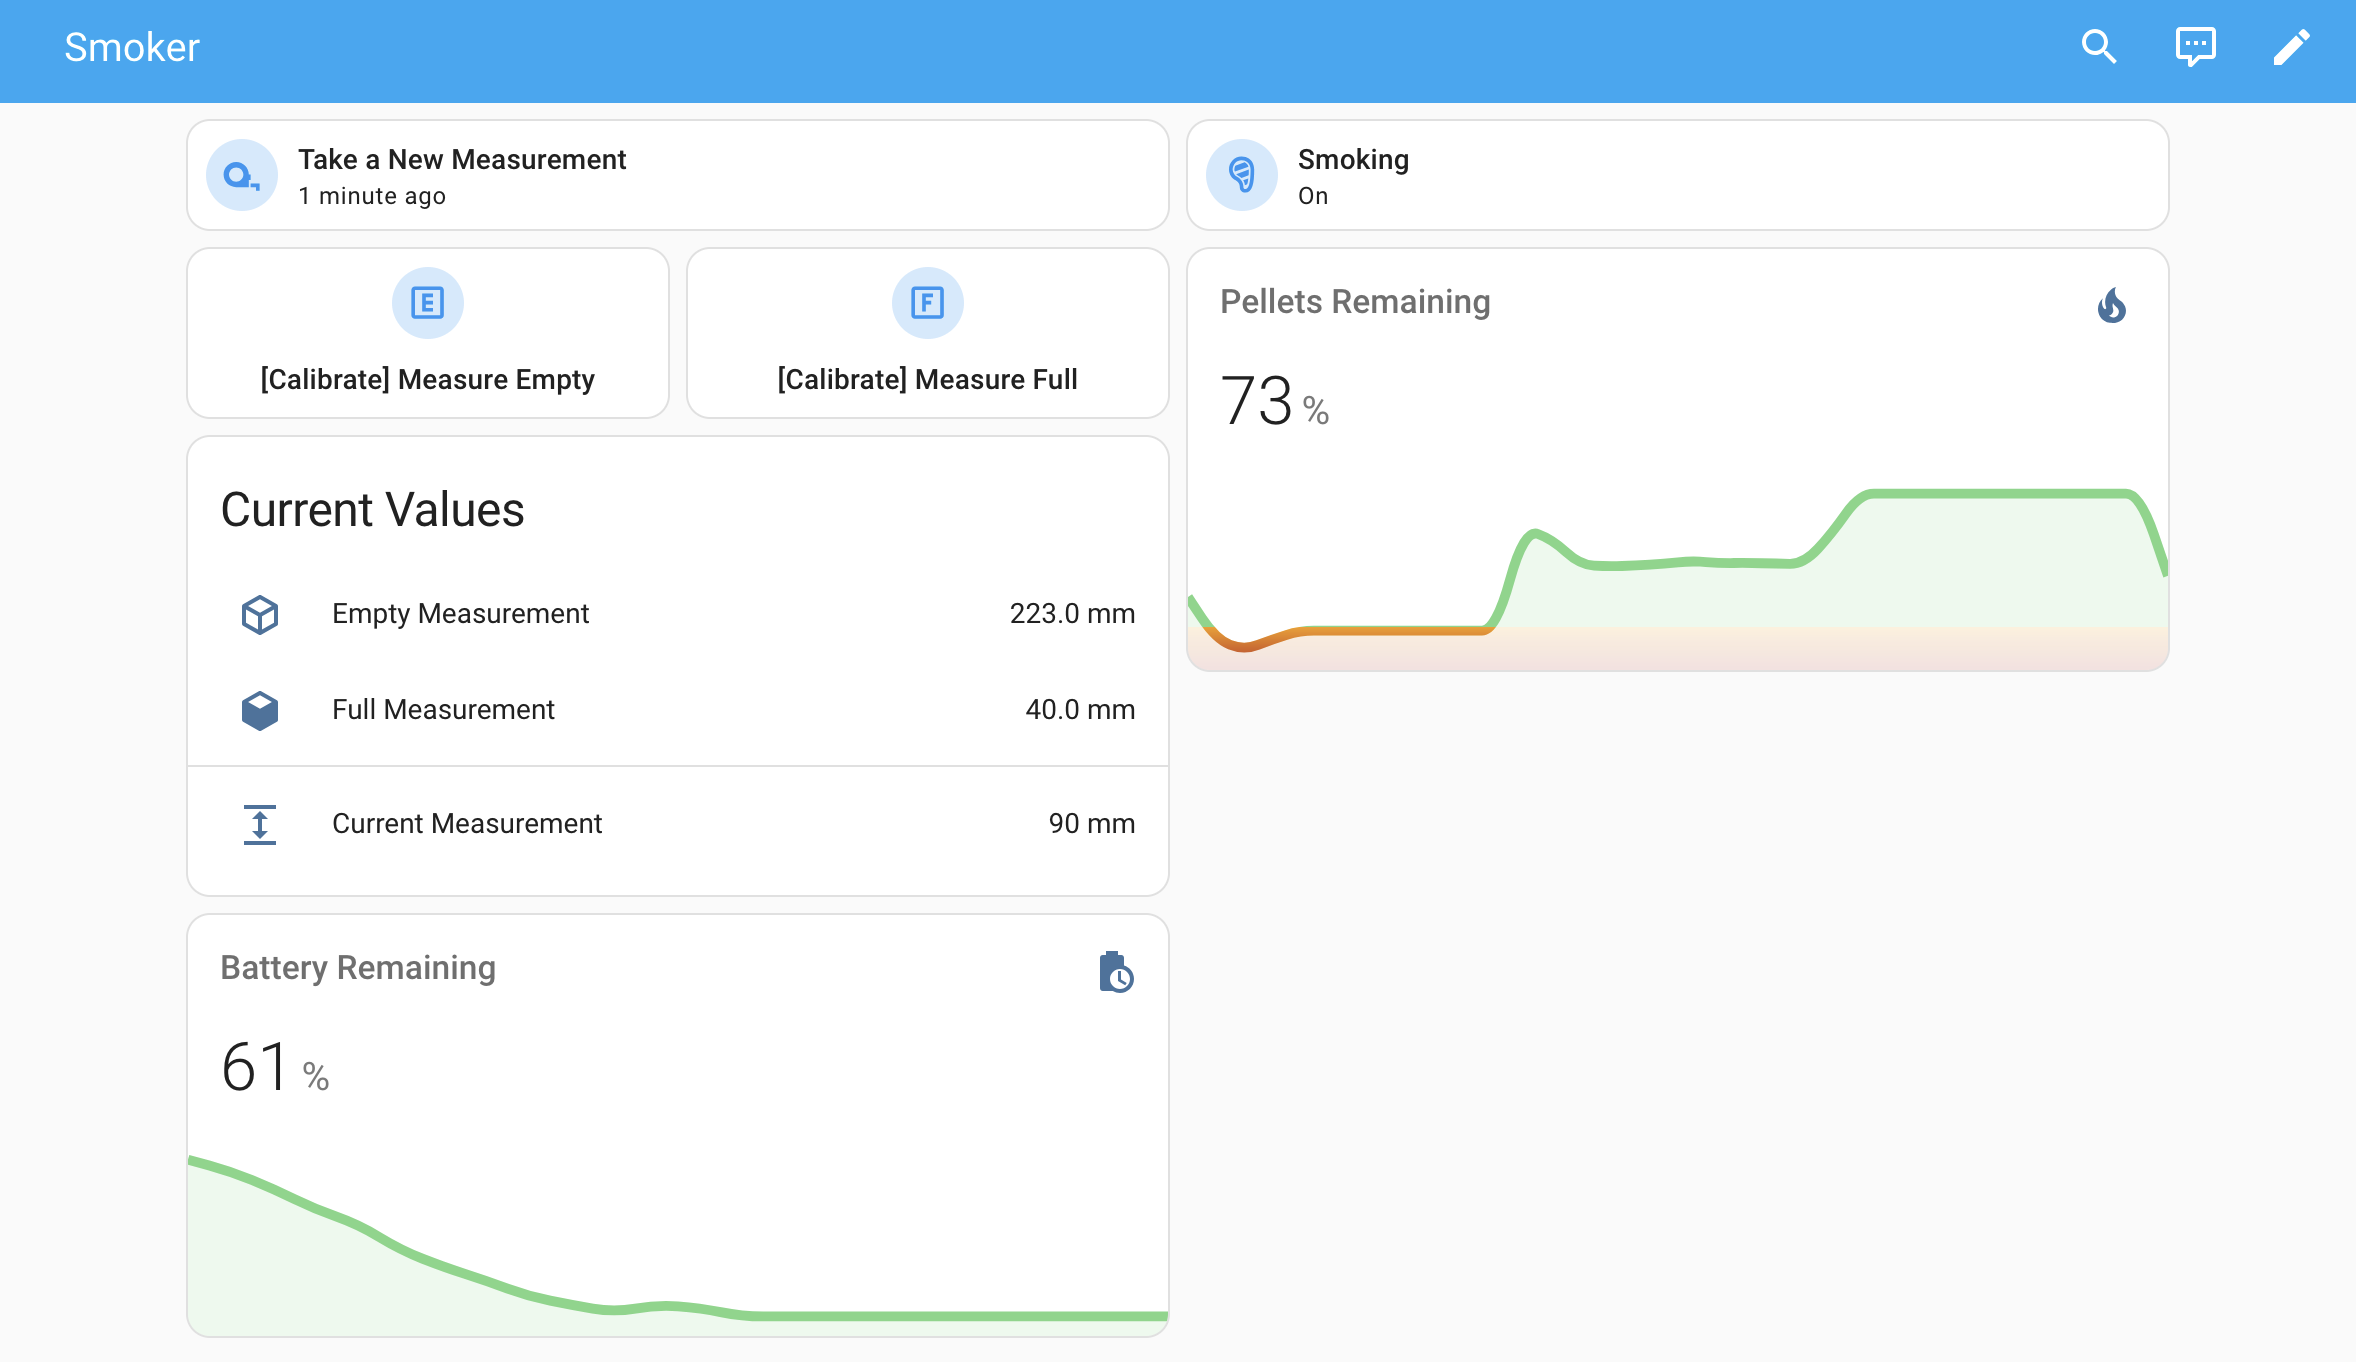 Smoker
Take a New Measurement
1 minute ago
E
[Calibrate] Measure Empty
F
[Calibrate] Measure Full
Current Values
Empty Measurement 223.0 mm
Full Measurement 40.0 mm
Current Measurement 90 mm
Battery Remaining
61 %
Smoking
On
Pellets Remaining
73 %